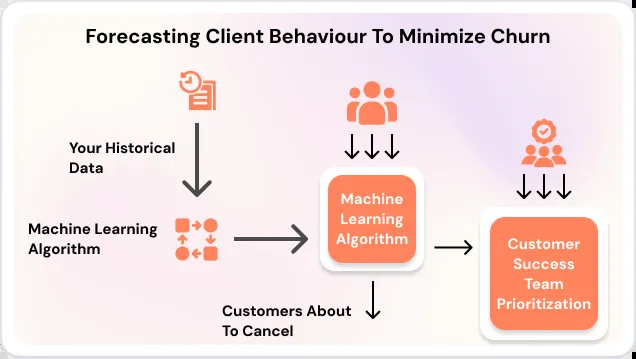 Forecasting Client Behaviour To Minimize Churn
Your Historical
Data
Machine Learning
Algorithm
Machine
Learning
Algorithm
Customers About
To Cancel
Customer
Success
Team
Prioritization